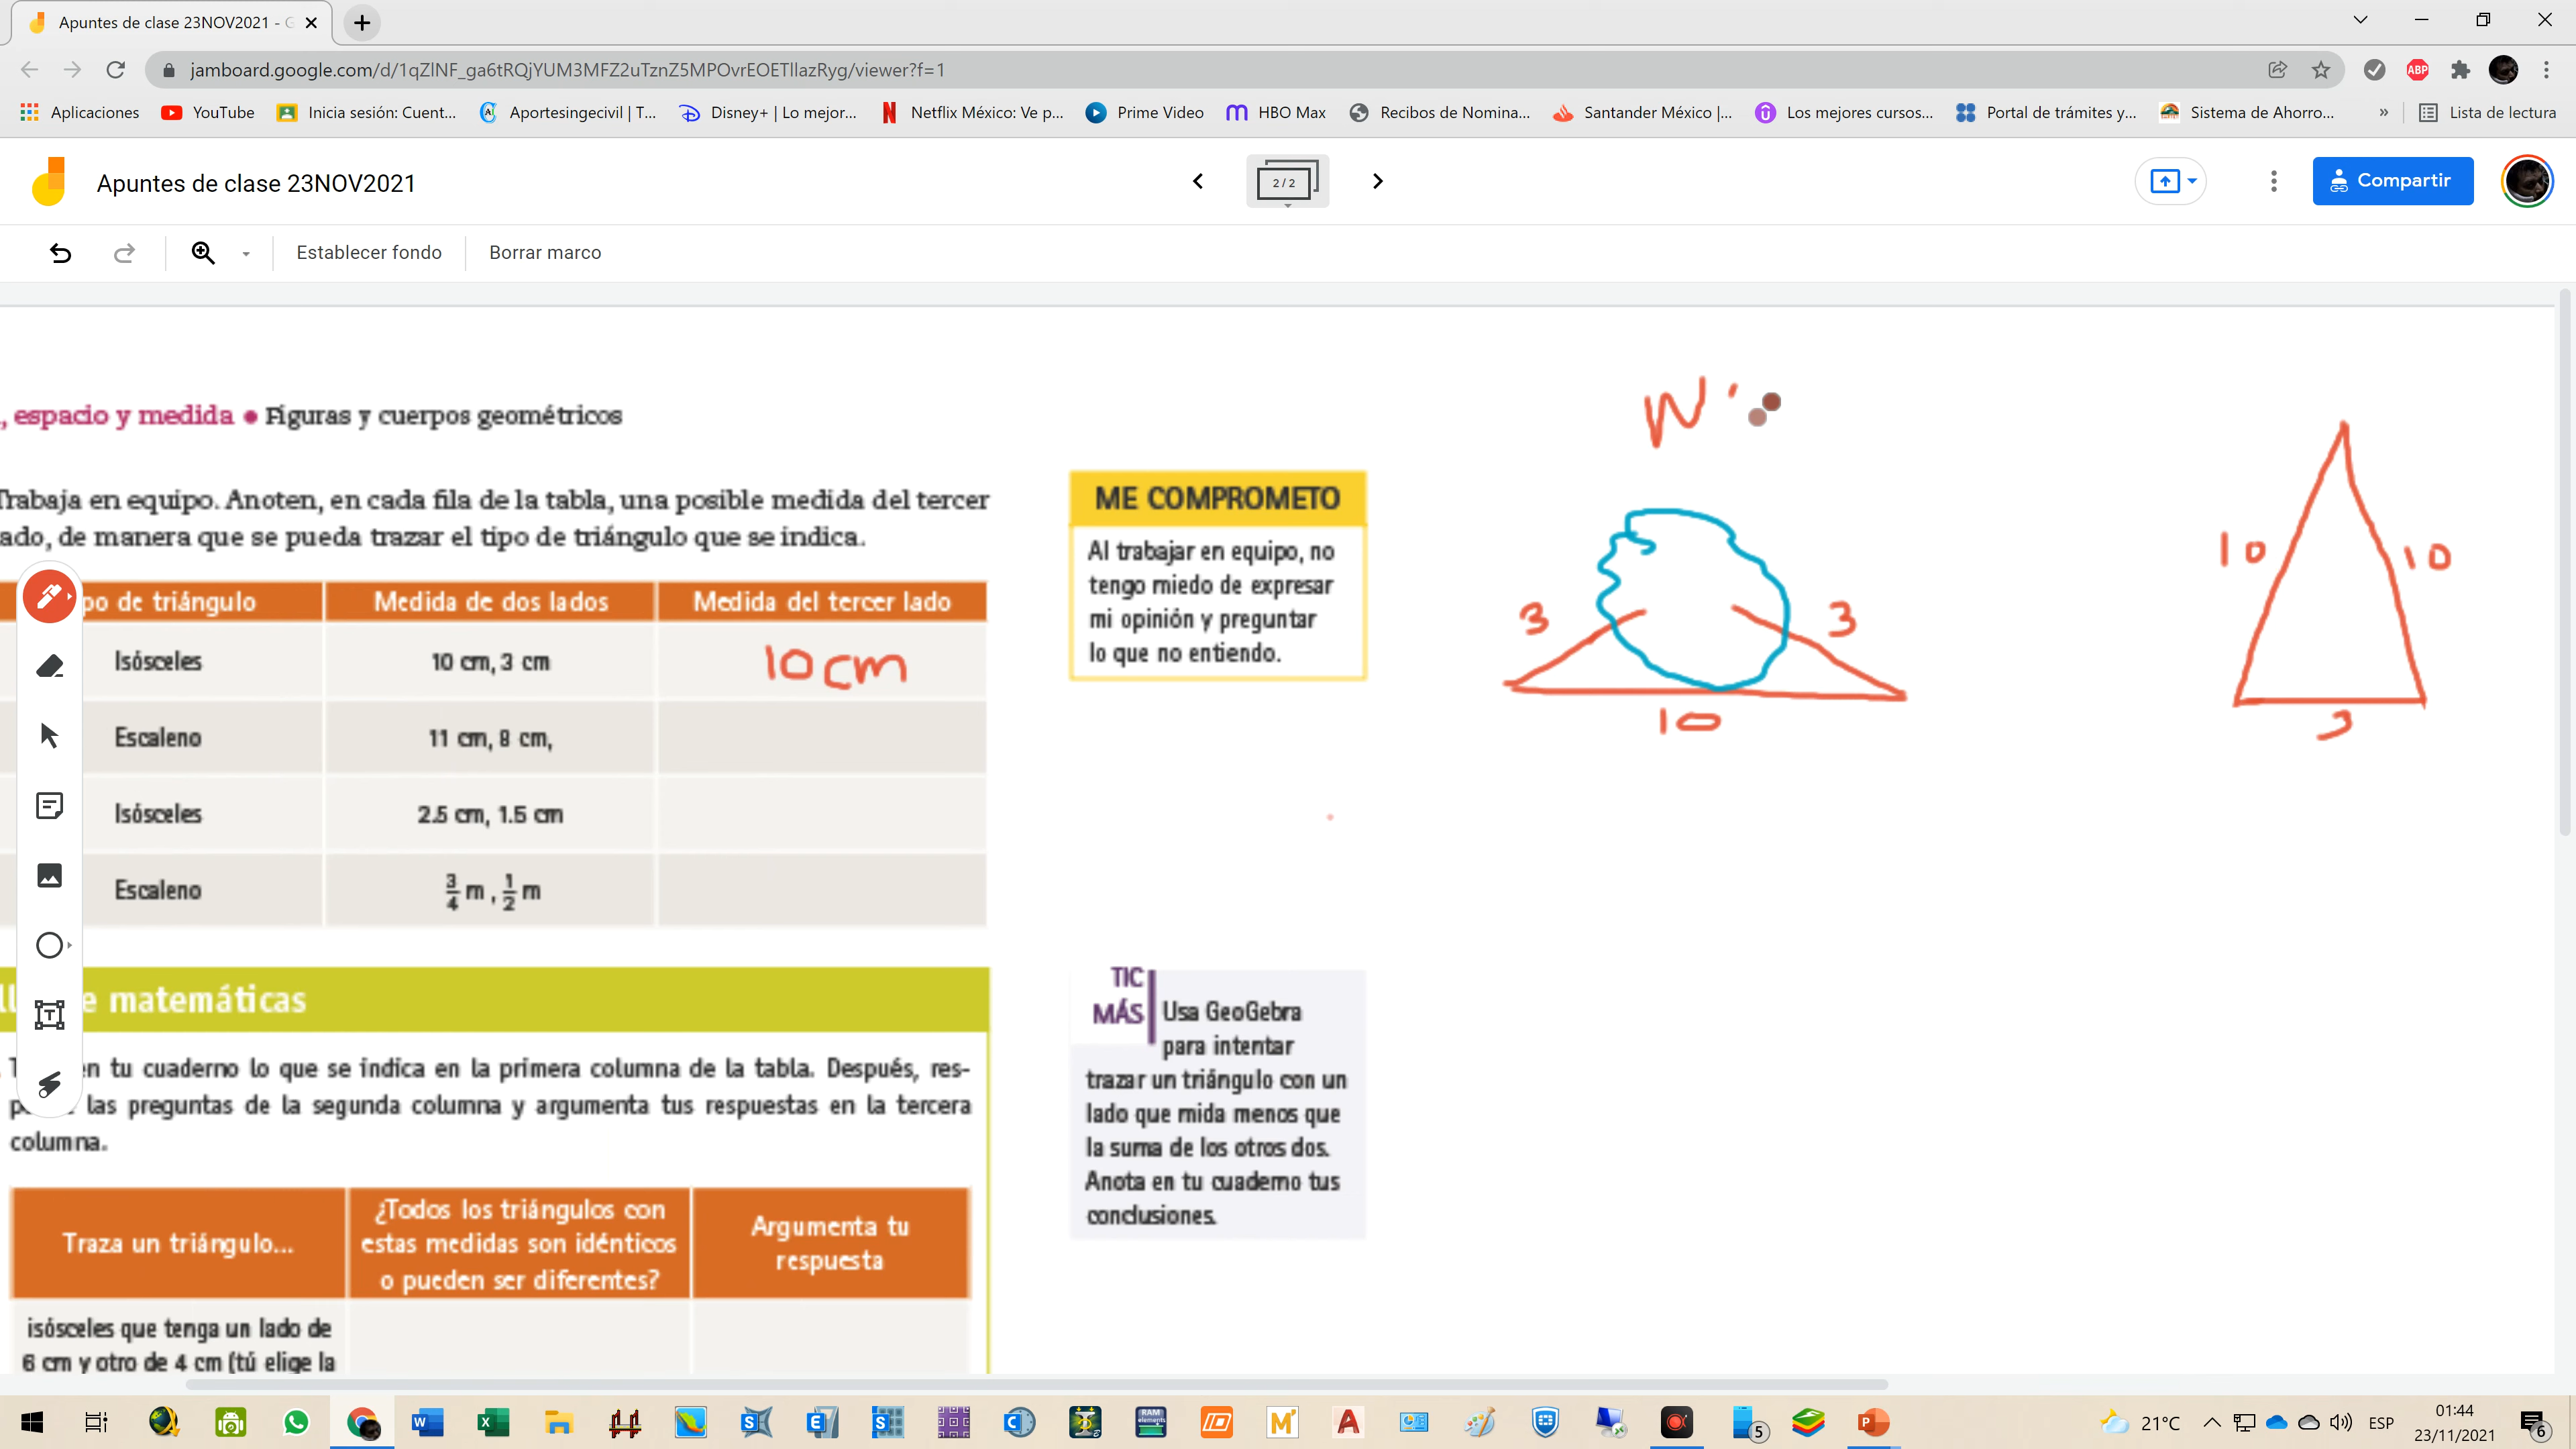 Apuntes de clase 23NOV2021 - G
jamboard.google.com/d/1qZlNF_ga6tRQjYUM3MFZ2uTznZ5MPOvrEOETllazRyg/viewer?f=1
ABP
Aplicaciones
YouTube
Inicia sesión: Cuent...
Aportesingecivil | T...
Disney+ | Lo mejor...
Netflix México: Ve p...
Prime Video
HBO Max
Recibos de Nomina...
Santander México |...
Los mejores cursos...
Portal de trámites y...
Sistema de Ahorro...
»
Lista de lectura
Apuntes de clase 23NOV2021
2 / 2
Compartir
Establecer fondo
Borrar marco
, espacio y medida • Figuras y cuerpos geométricos
Trabaja en equipo. Anoten, en cada fila de la tabla, una posible medida del tercer
ado, de manera que se pueda trazar el tipo de triángulo que se indica.
po de triángulo
Medida de dos lados
Medida del tercer lado
Isósceles
10 cm, 3 cm
10 cm
Escaleno
11 cm, 8 cm,
Isósceles
2.5 cm, 1.5 cm
Escaleno
3/4 m, 1/2 m
ME COMPROMETO
Al trabajar en equipo, no
tengo miedo de expresar
mi opinión y preguntar
lo que no entiendo.
N
3
3
10
10
10
3
e matemáticas
en tu cuaderno lo que se indica en la primera columna de la tabla. Después, res-
las preguntas de la segunda columna y argumenta tus respuestas en la tercera
columna.
Traza un triángulo...
¿Todos los triángulos con
estas medidas son idénticos
o pueden ser diferentes?
Argumenta tu
respuesta
isósceles que tenga un lado de
6 cm y otro de 4 cm (tú elige la
TIC
MÁS
Usa GeoGebra
para intentar
trazar un triángulo con un
lado que mida menos que
la suma de los otros dos.
Anota en tu cuaderno tus
conclusiones.
5
21°C
ESP
01:44
23/11/2021
6